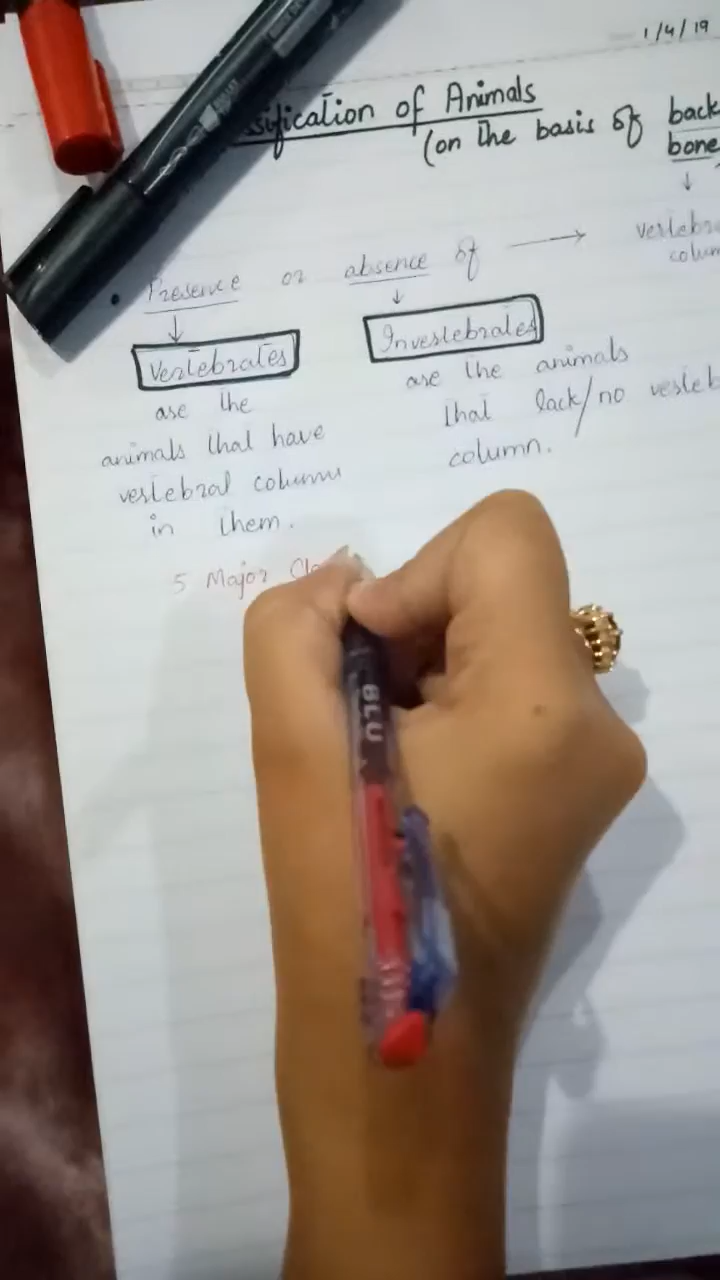 1/4/19
sification of Animals
(on the basis of back
bone
Presence or absence of → vertebra
colum
Vertebrates
Invertebrates
are the
animals that have
vertebral column
in them.
are the animals
that lack/no verteb
column.
5 Major Cla
BLU